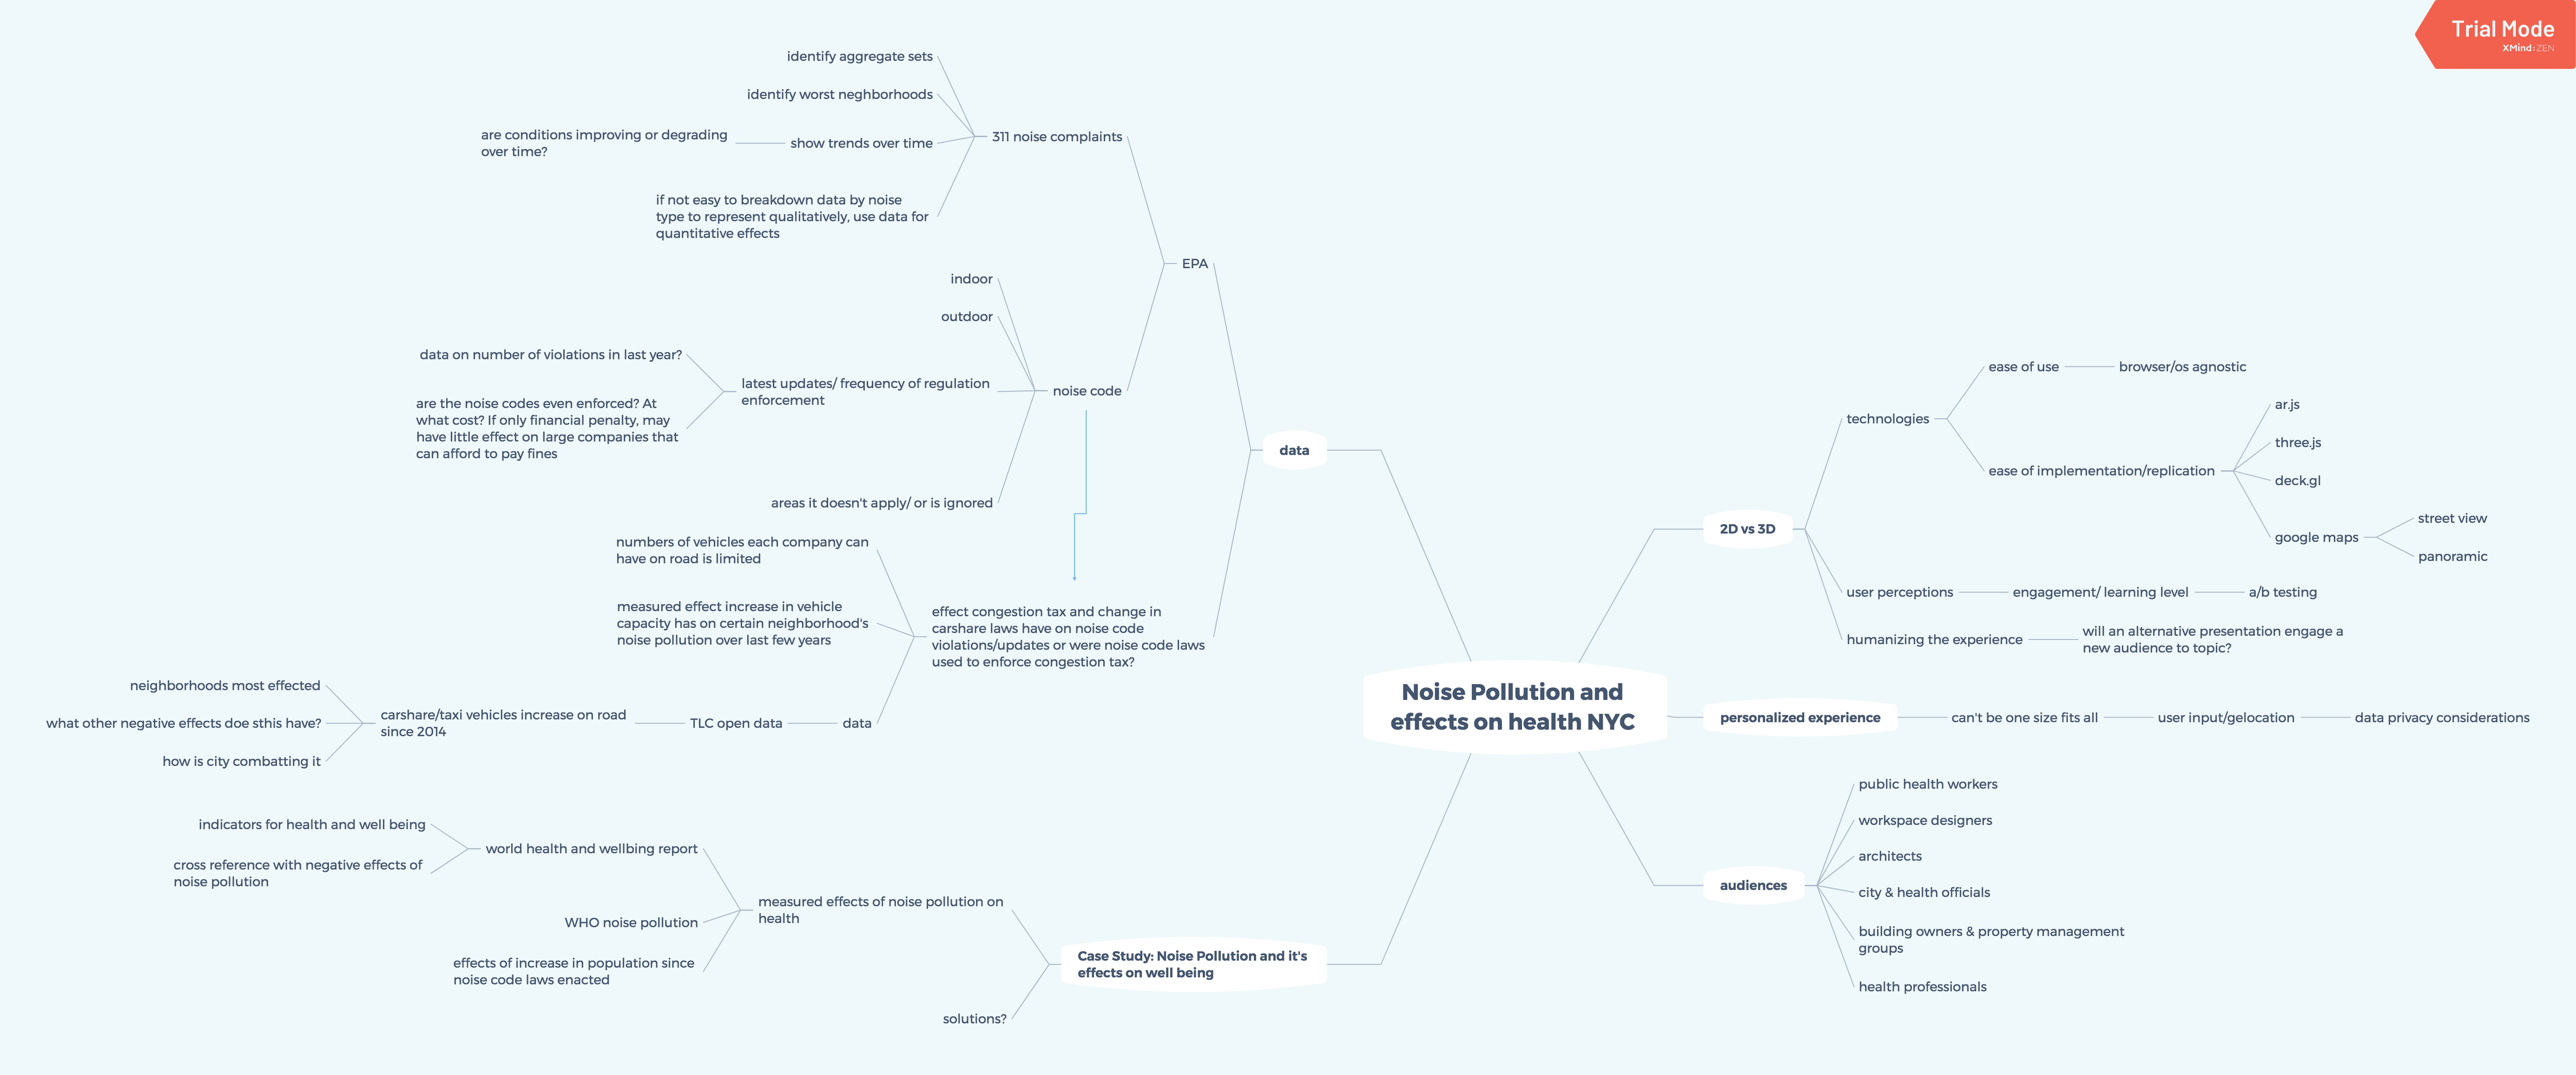 Trial Mode
XMind:ZEN
identify aggregate sets
identify worst neghborhoods
are conditions improving or degrading
over time?
show trends over time
311 noise complaints
if not easy to breakdown data by noise
type to represent qualitatively, use data for
quantitative effects
EPA
indoor
outdoor
data on number of violations in last year?
latest updates/ frequency of regulation
enforcement
are the noise codes even enforced? At
what cost? If only financial penalty, may
have little effect on large companies that
can afford to pay fines
noise code
areas it doesn't apply/ or is ignored
data
numbers of vehicles each company can
have on road is limited
measured effect increase in vehicle
capacity has on certain neighborhood's
noise pollution over last few years
effect congestion tax and change in
carshare laws have on noise code
violations/updates or were noise code laws
used to enforce congestion tax?
neighborhoods most effected
what other negative effects doe sthis have?
how is city combatting it
carshare/taxi vehicles increase on road
since 2014
TLC open data
data
indicators for health and well being
cross reference with negative effects of
noise pollution
world health and wellbing report
WHO noise pollution
effects of increase in population since
noise code laws enacted
measured effects of noise pollution on
health
solutions?
Case Study: Noise Pollution and it's
effects on well being
Noise Pollution and
effects on health NYC
2D vs 3D
technologies
ease of use
browser/os agnostic
ease of implementation/replication
ar.js
three.js
deck.gl
google maps
street view
panoramic
user perceptions
engagement/ learning level
a/b testing
humanizing the experience
will an alternative presentation engage a
new audience to topic?
personalized experience
can't be one size fits all
user input/gelocation
data privacy considerations
audiences
public health workers
workspace designers
architects
city & health officials
building owners & property management
groups
health professionals